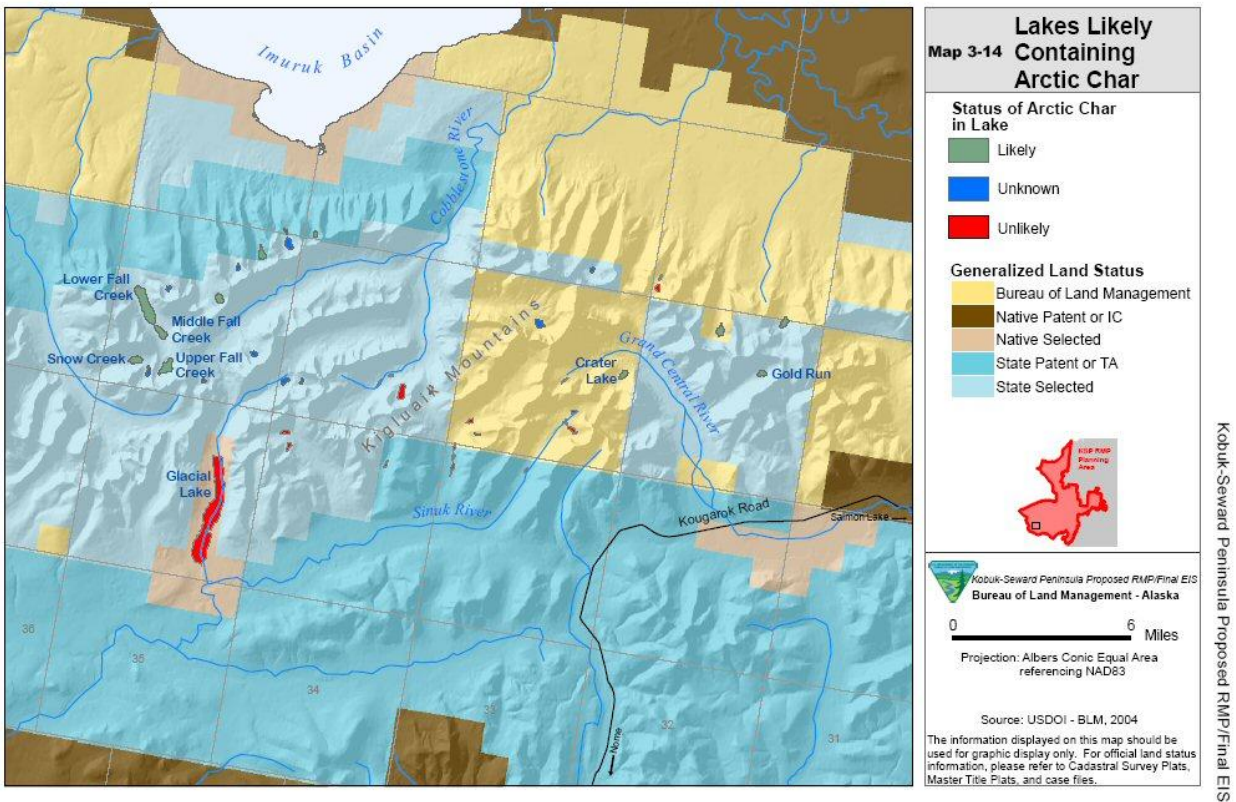 Imuruk Basin
Cobblestone River
Lower Fall
Creek
Middle Fall
Creek
Snow Creek
Upper Fall
Creek
Kigluaik Mountains
Crater
Lake
Grand Central River
Gold Run
Glacial
Lake
Sinuk River
Kougarok Road
Salmon Lake
36
35
34
33
32
31
Nome
Map 3-14
Lakes Likely
Containing
Arctic Char
Status of Arctic Char
in Lake
Likely
Unknown
Unlikely
Generalized Land Status
Bureau of Land Management
Native Patent or IC
Native Selected
State Patent or TA
State Selected
KSP RMP
Planning
Area
Kobuk-Seward Peninsula Proposed RMP/Final EIS
Bureau of Land Management - Alaska
0 6 Miles
Projection: Albers Conic Equal Area
referencing NAD83
Source: USDOI - BLM, 2004
The information displayed on this map should be
used for graphic display only. For official land status
information, please refer to Cadastral Survey Plats,
Master Title Plats, and case files.
Kobuk-Seward Peninsula Proposed RMP/Final EIS